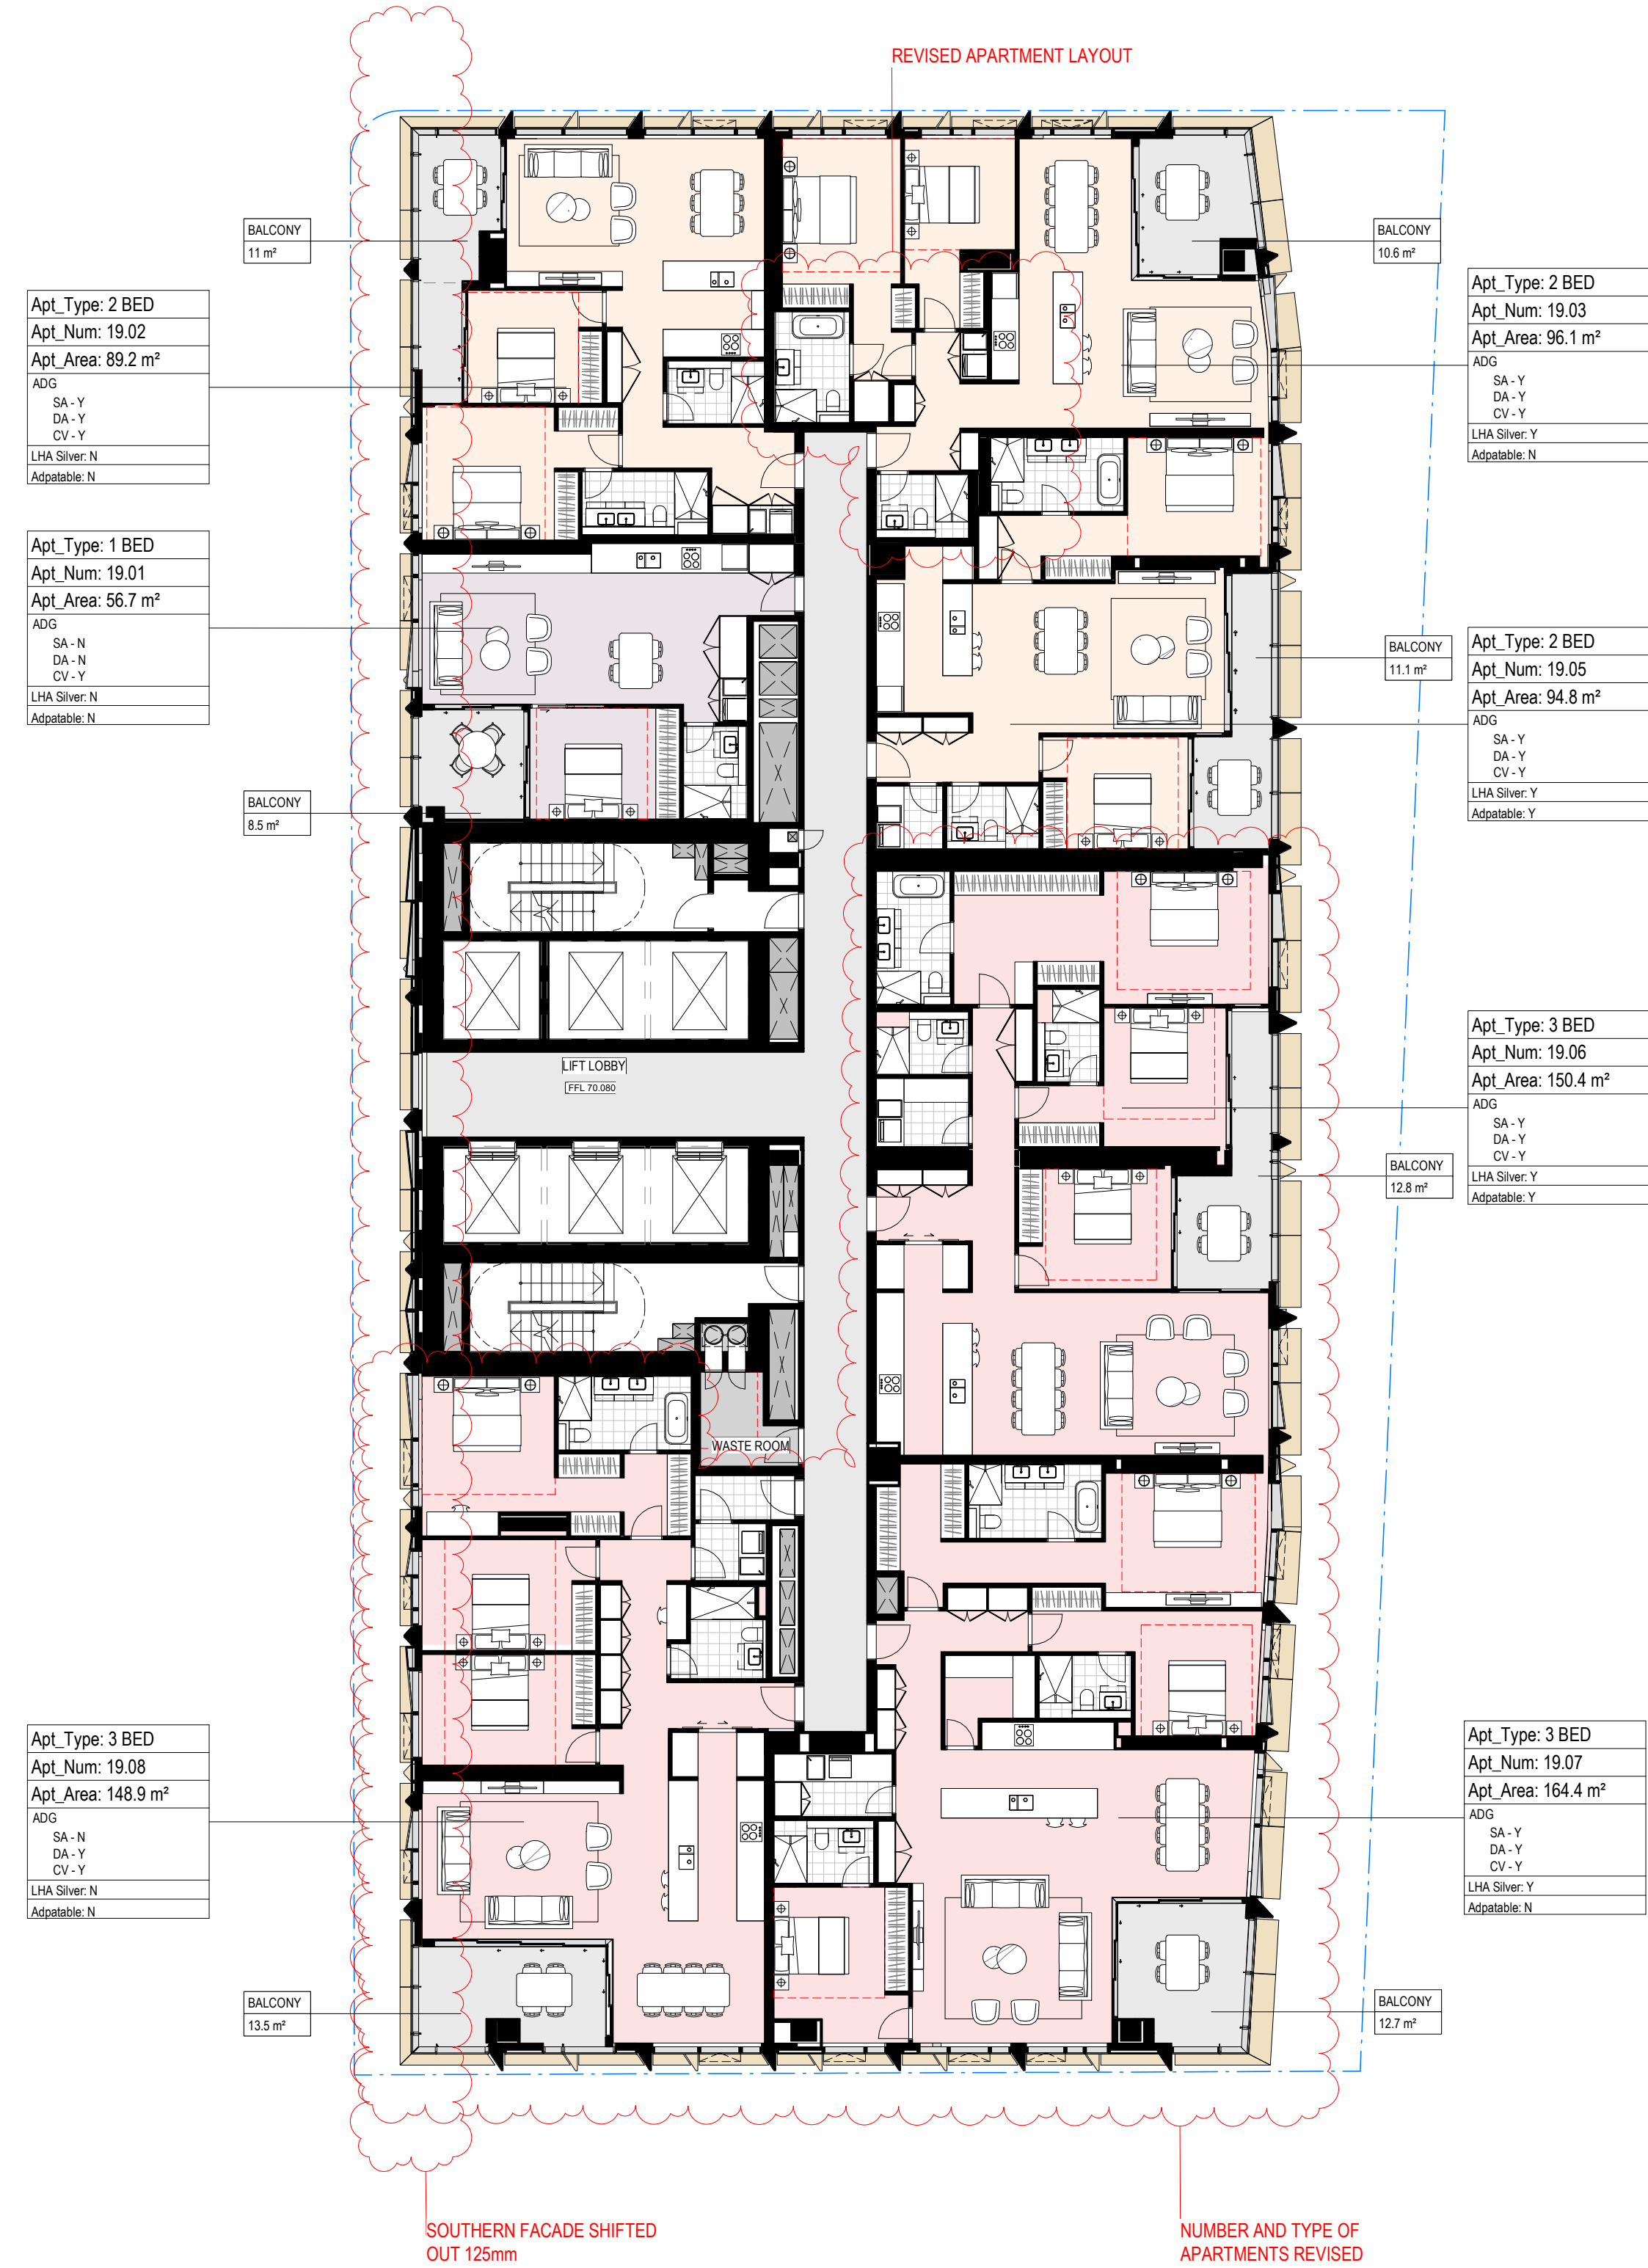 REVISED APARTMENT LAYOUT
BALCONY
11 m²
BALCONY
10.6 m²
Apt_Type: 2 BED
Apt_Num: 19.02
Apt_Area: 89.2 m²
ADG
SA - Y
DA - Y
CV - Y
LHA Silver: N
Adpatable: N
Apt_Type: 2 BED
Apt_Num: 19.03
Apt_Area: 96.1 m²
ADG
SA - Y
DA - Y
CV - Y
LHA Silver: Y
Adpatable: N
Apt_Type: 1 BED
Apt_Num: 19.01
Apt_Area: 56.7 m²
ADG
SA - N
DA - N
CV - Y
LHA Silver: N
Adpatable: N
BALCONY
11.1 m²
Apt_Type: 2 BED
Apt_Num: 19.05
Apt_Area: 94.8 m²
ADG
SA - Y
DA - Y
CV - Y
LHA Silver: Y
Adpatable: Y
BALCONY
8.5 m²
LIFT LOBBY
FFL 70.080
Apt_Type: 3 BED
Apt_Num: 19.06
Apt_Area: 150.4 m²
ADG
SA - Y
DA - Y
CV - Y
LHA Silver: Y
Adpatable: Y
BALCONY
12.8 m²
WASTE ROOM
Apt_Type: 3 BED
Apt_Num: 19.08
Apt_Area: 148.9 m²
ADG
SA - N
DA - Y
CV - Y
LHA Silver: N
Adpatable: N
Apt_Type: 3 BED
Apt_Num: 19.07
Apt_Area: 164.4 m²
ADG
SA - Y
DA - Y
CV - Y
LHA Silver: Y
Adpatable: N
BALCONY
13.5 m²
BALCONY
12.7 m²
SOUTHERN FACADE SHIFTED
OUT 125mm
NUMBER AND TYPE OF
APARTMENTS REVISED